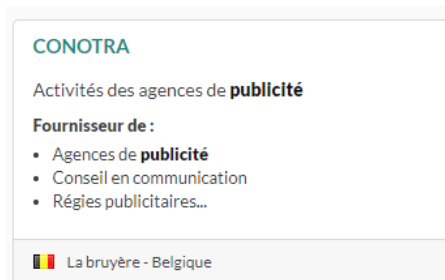 CONOTRA
Activités des agences de publicité
Fournisseur de :
• Agences de publicité
• Conseil en communication
• Régies publicitaires...
La bruyère - Belgique